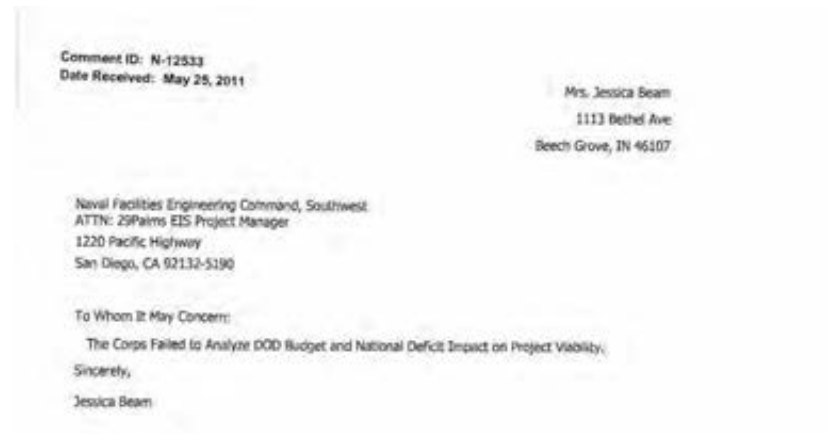 Comment ID: N-12533
Date Received: May 25, 2011
Mrs. Jessica Beam
1113 Bethel Ave
Beech Grove, IN 46107
Naval Facilities Engineering Command, Southwest
ATTN: 29Palms EIS Project Manager
1220 Pacific Highway
San Diego, CA 92132-5190
To Whom It May Concern:
The Corps Failed to Analyze DOD Budget and National Deficit Impact on Project Viability.
Sincerely,
Jessica Beam